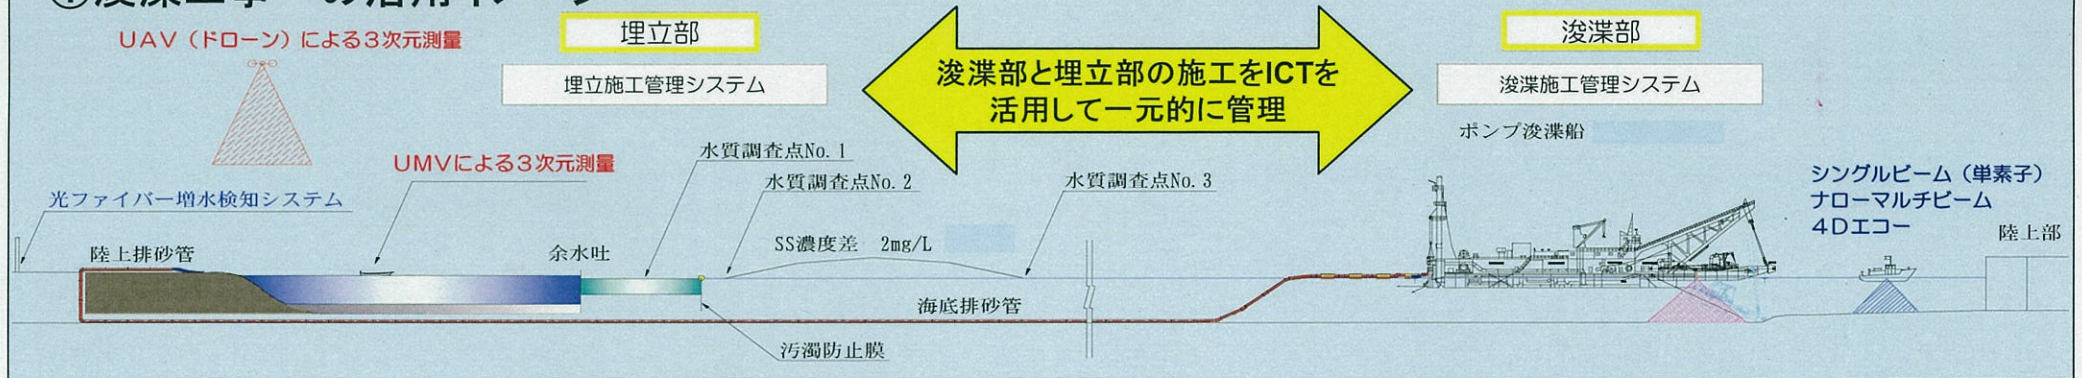 UAV（ドローン）による3次元測量
埋立部
埋立施工管理システム
浚渫部と埋立部の施工をICTを
活用して一元的に管理
浚渫部
浚渫施工管理システム
ポンプ浚渫船
UMVによる3次元測量
水質調査点No.1
水質調査点No.2
水質調査点No.3
シングルビーム（単素子）
ナローマルチビーム
4Dエコー
光ファイバー増水検知システム
陸上排砂管
余水吐
SS濃度差 2mg/L
陸上部
海底排砂管
汚濁防止膜